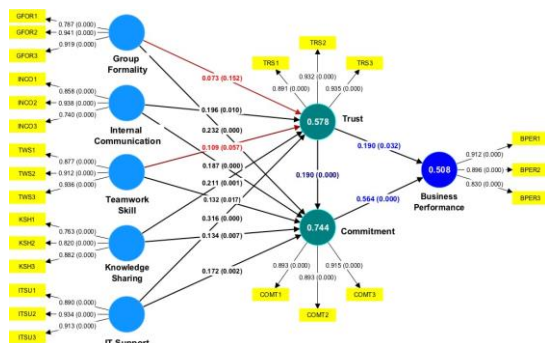 GFOR1
0.787 (0.000)
GFOR2
0.941 (0.000)
GFOR3
0.919 (0.000)
Group
Formality
INCO1
0.858 (0.000)
INCO2
0.938 (0.000)
INCO3
0.740 (0.000)
Internal
Communication
TWS1
0.877 (0.000)
TWS2
0.912 (0.000)
TWS3
0.936 (0.000)
Teamwork
Skill
KSH1
0.763 (0.000)
KSH2
0.820 (0.000)
KSH3
0.882 (0.000)
Knowledge
Sharing
ITSU1
0.890 (0.000)
ITSU2
0.934 (0.000)
ITSU3
0.913 (0.000)
IT Support
0.073 (0.152)
0.196 (0.010)
0.232 (0.000)
0.109 (0.057)
0.187 (0.000)
0.211 (0.001)
0.132 (0.017)
0.316 (0.000)
0.134 (0.007)
0.172 (0.002)
TRS1
TRS2
TRS3
0.891 (0.000)
0.932 (0.000)
0.935 (0.000)
0.578
Trust
0.190 (0.032)
0.190 (0.000)
0.564 (0.000)
0.744
Commitment
0.893 (0.000)
0.893 (0.000)
0.915 (0.000)
COMT1
COMT2
COMT3
0.508
Business
Performance
BPER1
0.912 (0.000)
BPER2
0.896 (0.000)
BPER3
0.830 (0.000)